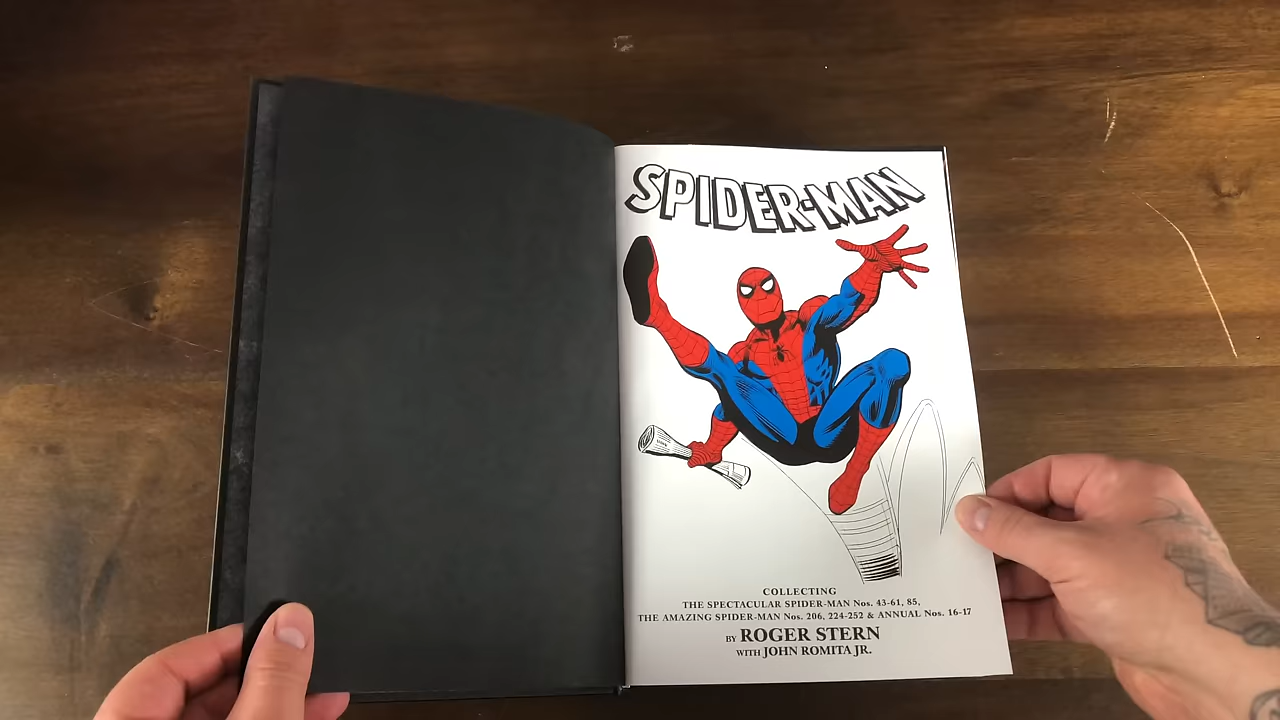 SPIDER-MAN
COLLECTING
THE SPECTACULAR SPIDER-MAN Nos. 43-61, 85,
THE AMAZING SPIDER-MAN Nos. 206, 224-252 & ANNUAL Nos. 16-17
BY ROGER STERN
WITH JOHN ROMITA JR.